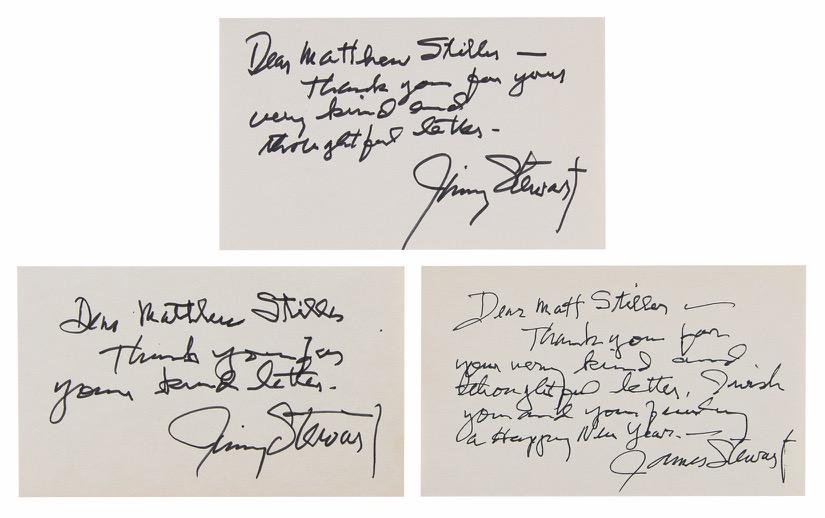 Dear Matthew Stiller —
Thank you for your
very kind and
thoughtful letter -
Jimmy Stewart
Dear Matthew Stiller
Thank you for
your kind letter.
Jimmy Stewart
Dear Matt Stiller —
Thank you for
your very kind and
thoughtful letter. I wish
you and your family
a Happy New Year. —
James Stewart